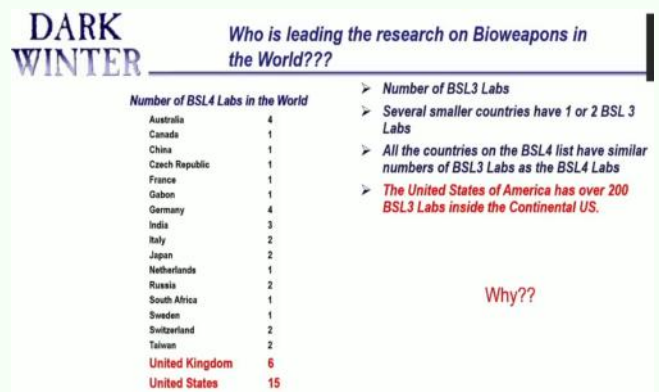 DARK
WINTER
Who is leading the research on Bioweapons in
the World???
Number of BSL4 Labs in the World
Australia 4
Canada 1
China 1
Czech Republic 1
France 1
Gabon 1
Germany 4
India 3
Italy 2
Japan 2
Netherlands 1
Russia 2
South Africa 1
Sweden 1
Switzerland 2
Taiwan 2
United Kingdom 6
United States 15
➢ Number of BSL3 Labs
➢ Several smaller countries have 1 or 2 BSL 3
Labs
➢ All the countries on the BSL4 list have similar
numbers of BSL3 Labs as the BSL4 Labs
➢ The United States of America has over 200
BSL3 Labs inside the Continental US.
Why??